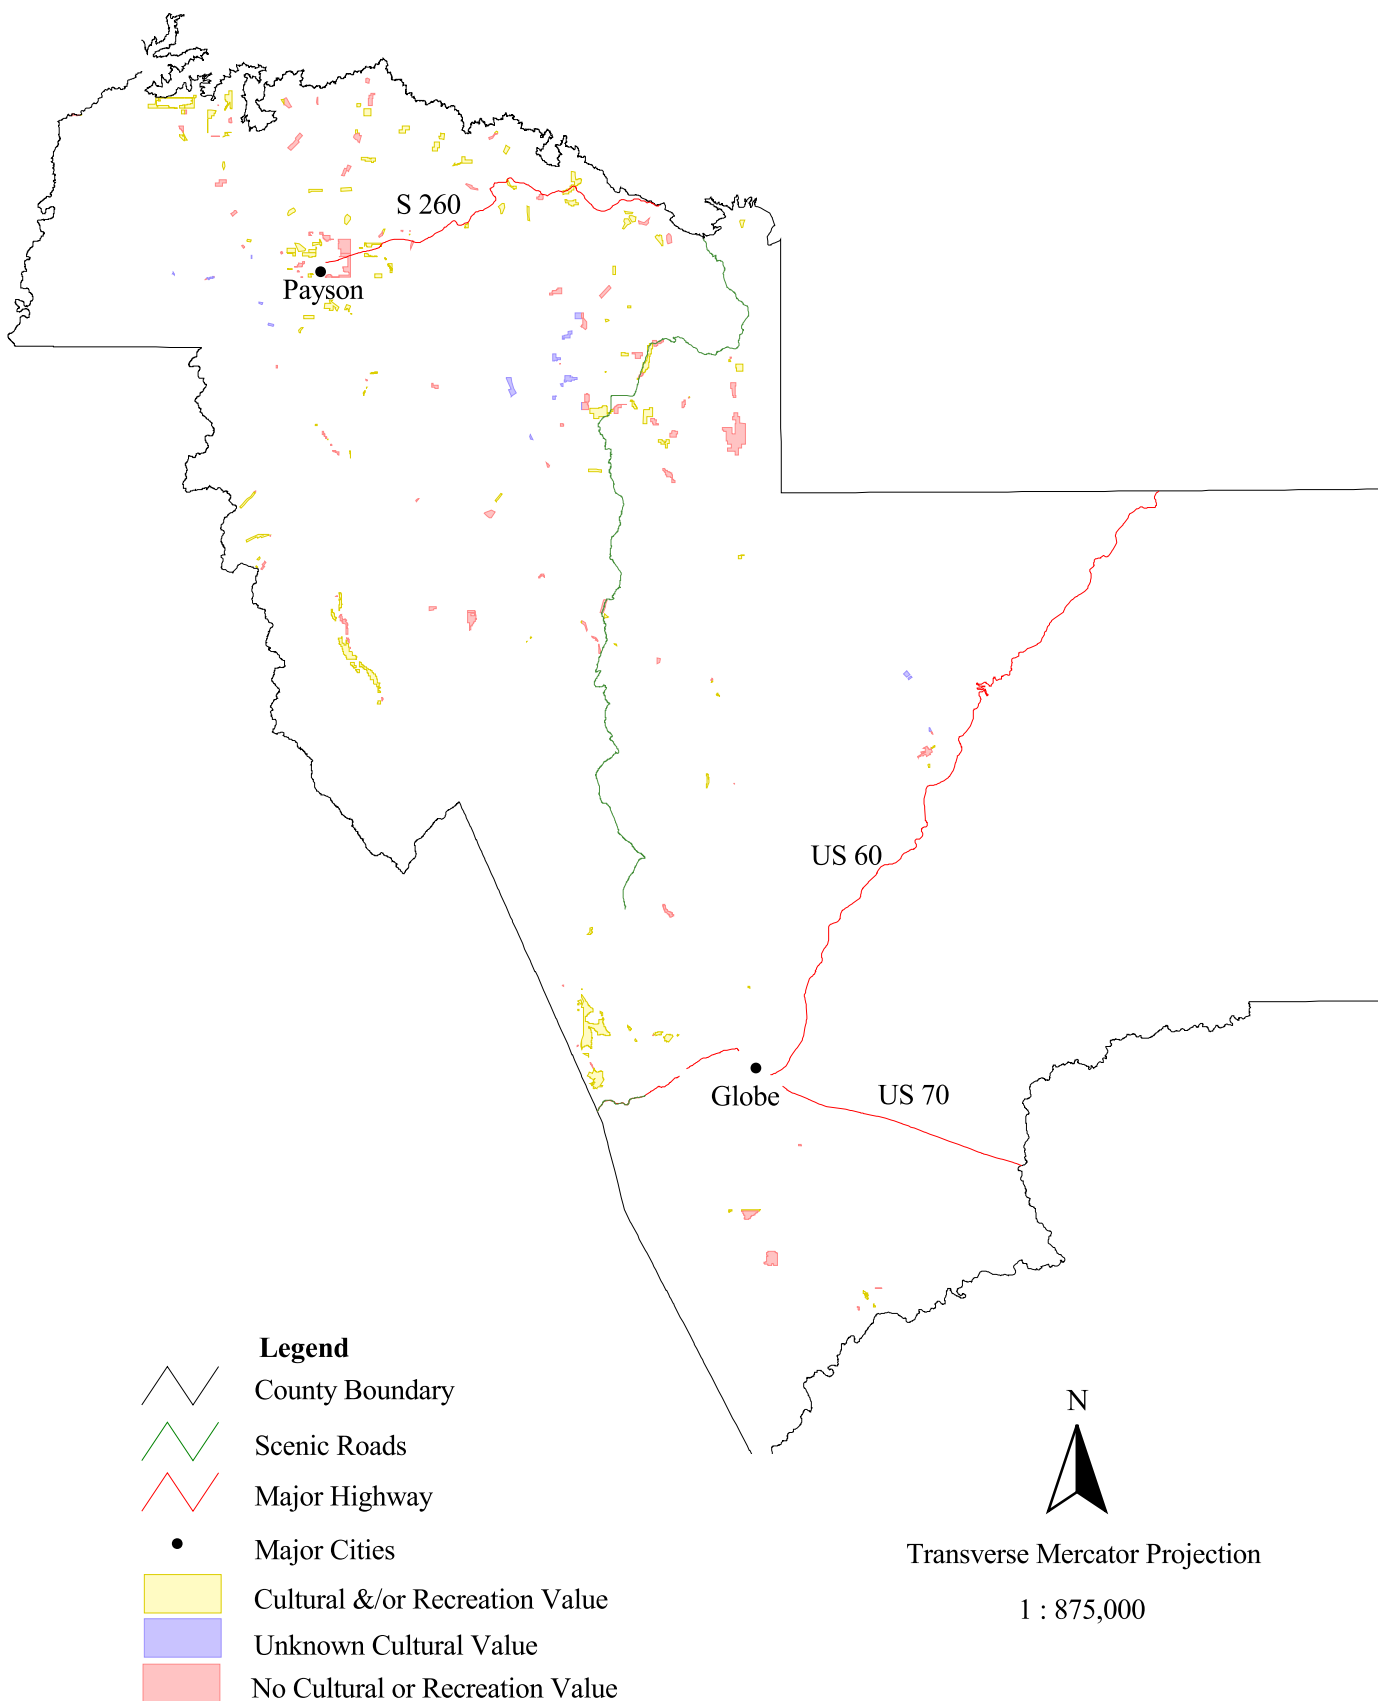 S 260
Payson
US 60
Globe
US 70
Legend
County Boundary
Scenic Roads
Major Highway
Major Cities
Cultural &/or Recreation Value
Unknown Cultural Value
No Cultural or Recreation Value
N
Transverse Mercator Projection
1 : 875,000